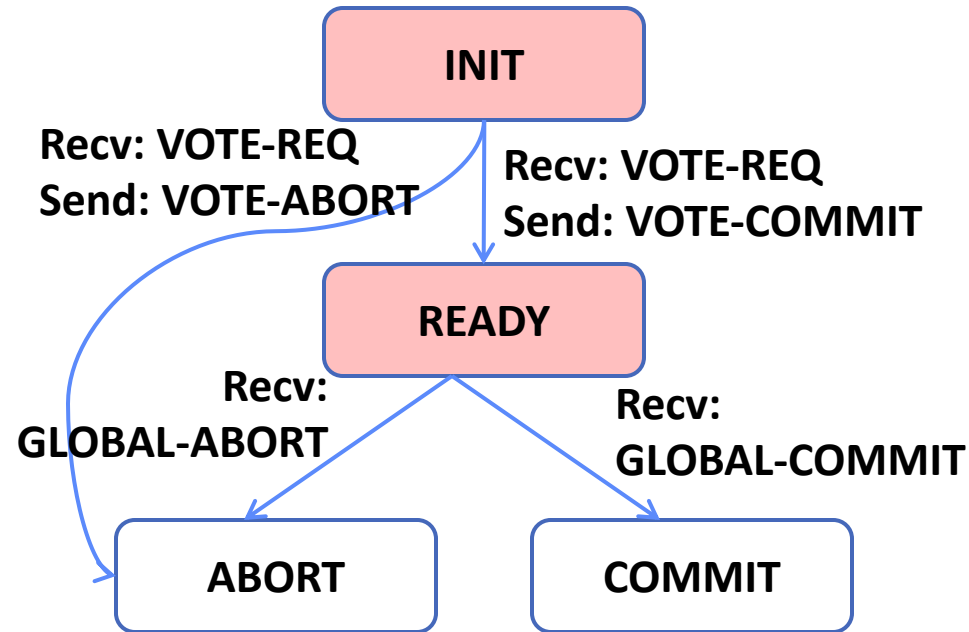 INIT
Recv: VOTE-REQ
Send: VOTE-ABORT
Recv: VOTE-REQ
Send: VOTE-COMMIT
READY
Recv:
GLOBAL-ABORT
Recv:
GLOBAL-COMMIT
ABORT
COMMIT